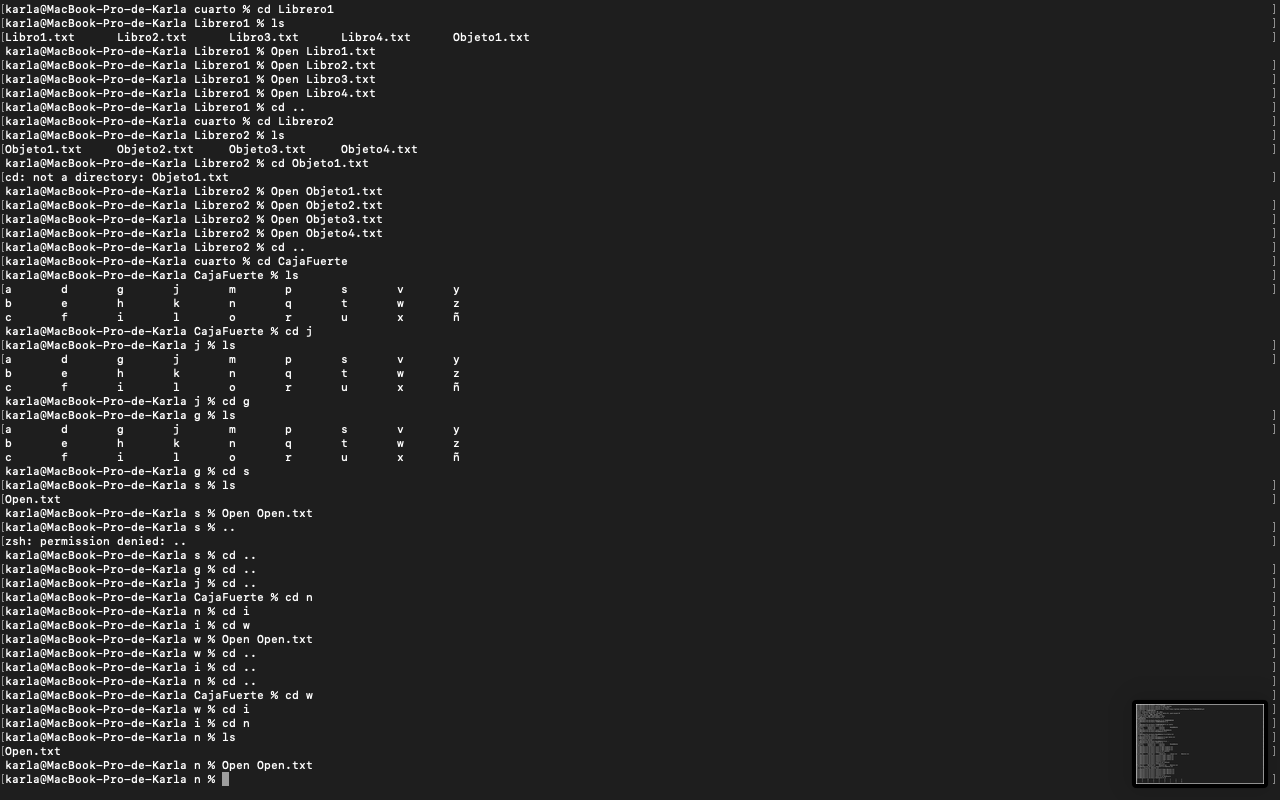 [karla@MacBook-Pro-de-Karla cuarto % cd Librero1 ]
[karla@MacBook-Pro-de-Karla Librero1 % ls ]
[Libro1.txt Libro2.txt Libro3.txt Libro4.txt Objeto1.txt ]
karla@MacBook-Pro-de-Karla Librero1 % Open Libro1.txt
[karla@MacBook-Pro-de-Karla Librero1 % Open Libro2.txt ]
[karla@MacBook-Pro-de-Karla Librero1 % Open Libro3.txt ]
[karla@MacBook-Pro-de-Karla Librero1 % Open Libro4.txt ]
[karla@MacBook-Pro-de-Karla Librero1 % cd .. ]
[karla@MacBook-Pro-de-Karla cuarto % cd Librero2 ]
[karla@MacBook-Pro-de-Karla Librero2 % ls ]
[Objeto1.txt Objeto2.txt Objeto3.txt Objeto4.txt ]
karla@MacBook-Pro-de-Karla Librero2 % cd Objeto1.txt
[cd: not a directory: Objeto1.txt ]
karla@MacBook-Pro-de-Karla Librero2 % Open Objeto1.txt
[karla@MacBook-Pro-de-Karla Librero2 % Open Objeto2.txt ]
[karla@MacBook-Pro-de-Karla Librero2 % Open Objeto3.txt ]
[karla@MacBook-Pro-de-Karla Librero2 % Open Objeto4.txt ]
[karla@MacBook-Pro-de-Karla Librero2 % cd .. ]
[karla@MacBook-Pro-de-Karla cuarto % cd CajaFuerte ]
[karla@MacBook-Pro-de-Karla CajaFuerte % ls ]
[a d g j m p s v y ]
b e h k n q t w z
c f i l o r u x ñ
karla@MacBook-Pro-de-Karla CajaFuerte % cd j
[karla@MacBook-Pro-de-Karla j % ls ]
[a d g j m p s v y ]
b e h k n q t w z
c f i l o r u x ñ
karla@MacBook-Pro-de-Karla j % cd g
[karla@MacBook-Pro-de-Karla g % ls ]
[a d g j m p s v y ]
b e h k n q t w z
c f i l o r u x ñ
karla@MacBook-Pro-de-Karla g % cd s
[karla@MacBook-Pro-de-Karla s % ls ]
[Open.txt ]
karla@MacBook-Pro-de-Karla s % Open Open.txt
[karla@MacBook-Pro-de-Karla s % .. ]
[zsh: permission denied: .. ]
karla@MacBook-Pro-de-Karla s % cd ..
[karla@MacBook-Pro-de-Karla g % cd .. ]
[karla@MacBook-Pro-de-Karla j % cd .. ]
[karla@MacBook-Pro-de-Karla CajaFuerte % cd n ]
[karla@MacBook-Pro-de-Karla n % cd i ]
[karla@MacBook-Pro-de-Karla i % cd w ]
[karla@MacBook-Pro-de-Karla w % Open Open.txt ]
[karla@MacBook-Pro-de-Karla w % cd .. ]
[karla@MacBook-Pro-de-Karla i % cd .. ]
[karla@MacBook-Pro-de-Karla n % cd .. ]
[karla@MacBook-Pro-de-Karla CajaFuerte % cd w ]
[karla@MacBook-Pro-de-Karla w % cd i ]
[karla@MacBook-Pro-de-Karla i % cd n ]
[karla@MacBook-Pro-de-Karla n % ls ]
[Open.txt ]
karla@MacBook-Pro-de-Karla n % Open Open.txt
[karla@MacBook-Pro-de-Karla n % ]